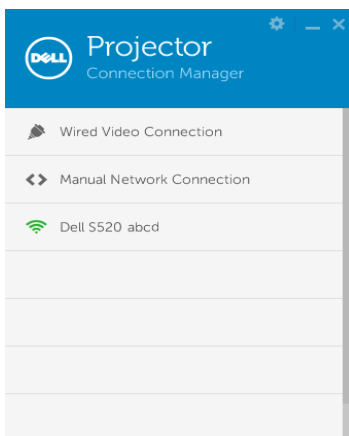 DELL
Projector
Connection Manager
Wired Video Connection
Manual Network Connection
Dell S520 abcd